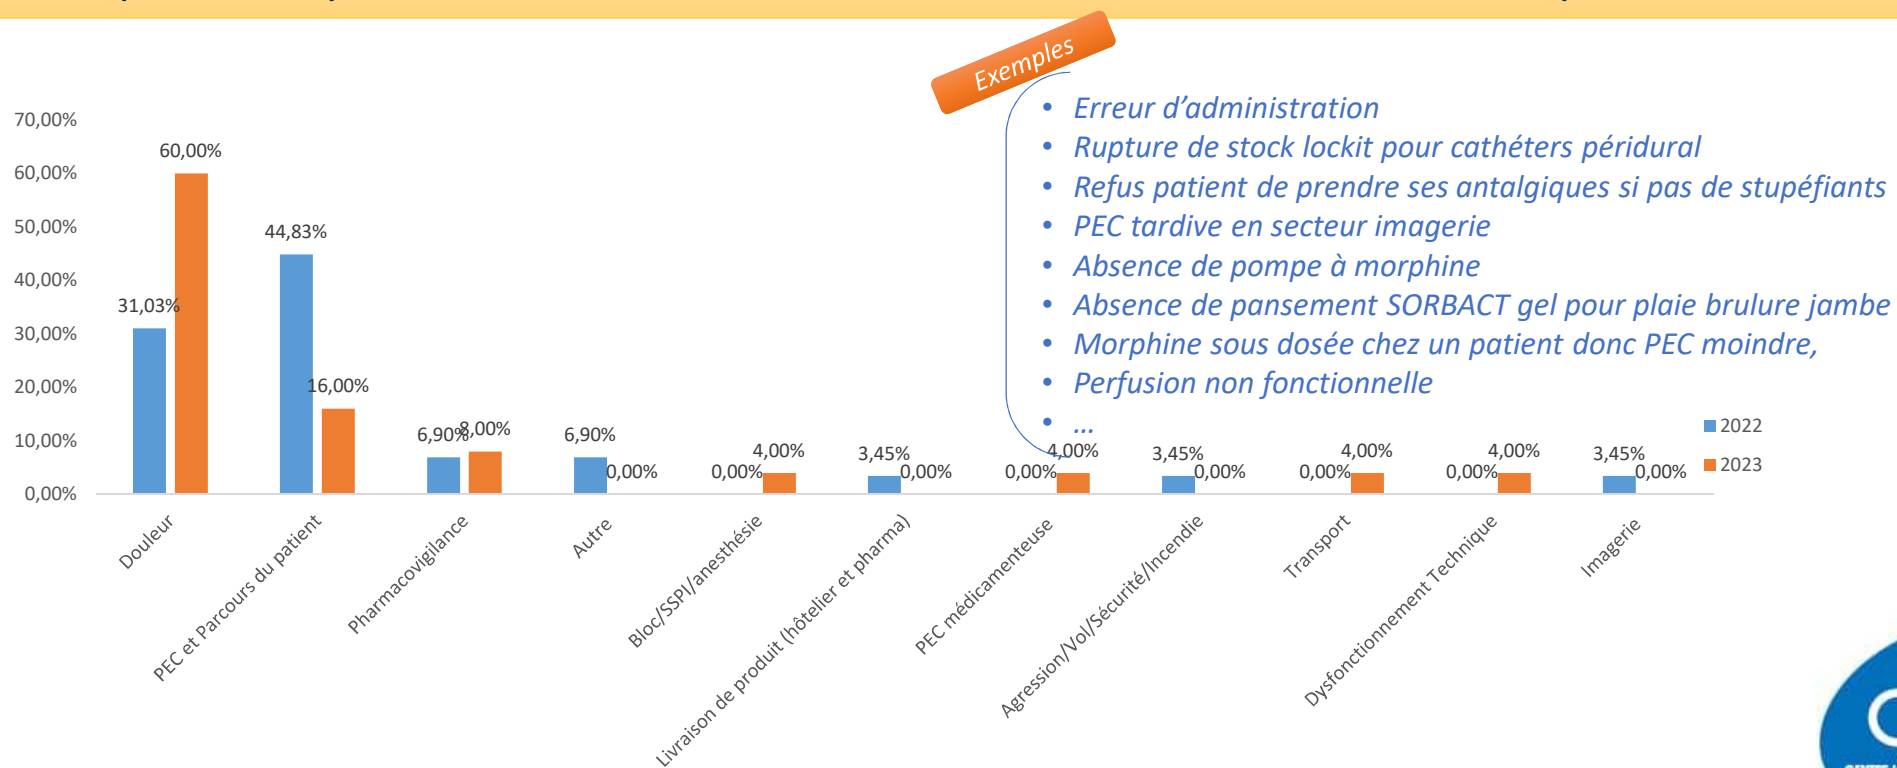 Exemples
• Erreur d’administration
• Rupture de stock lockit pour cathéters péridural
• Refus patient de prendre ses antalgiques si pas de stupéfiants
• PEC tardive en secteur imagerie
• Absence de pompe à morphine
• Absence de pansement SORBACT gel pour plaie brulure jambe
• Morphine sous dosée chez un patient donc PEC moindre,
• Perfusion non fonctionnelle
• ...
70,00%
60,00%
50,00%
40,00%
30,00%
20,00%
10,00%
0,00%
31,03%
60,00%
44,83%
16,00%
6,90%
8,00%
6,90%
0,00%
0,00%
4,00%
3,45%
0,00%
0,00%
4,00%
3,45%
0,00%
0,00%
4,00%
0,00%
4,00%
3,45%
0,00%
2022
2023
Douleur
PEC et Parcours du patient
Pharmacovigilance
Autre
Bloc/SSPI/anesthésie
Livraison de produit (hôtelier et pharma)
PEC médicamenteuse
Agression/Vol/Sécurité/Incendie
Transport
Dysfonctionnement Technique
Imagerie